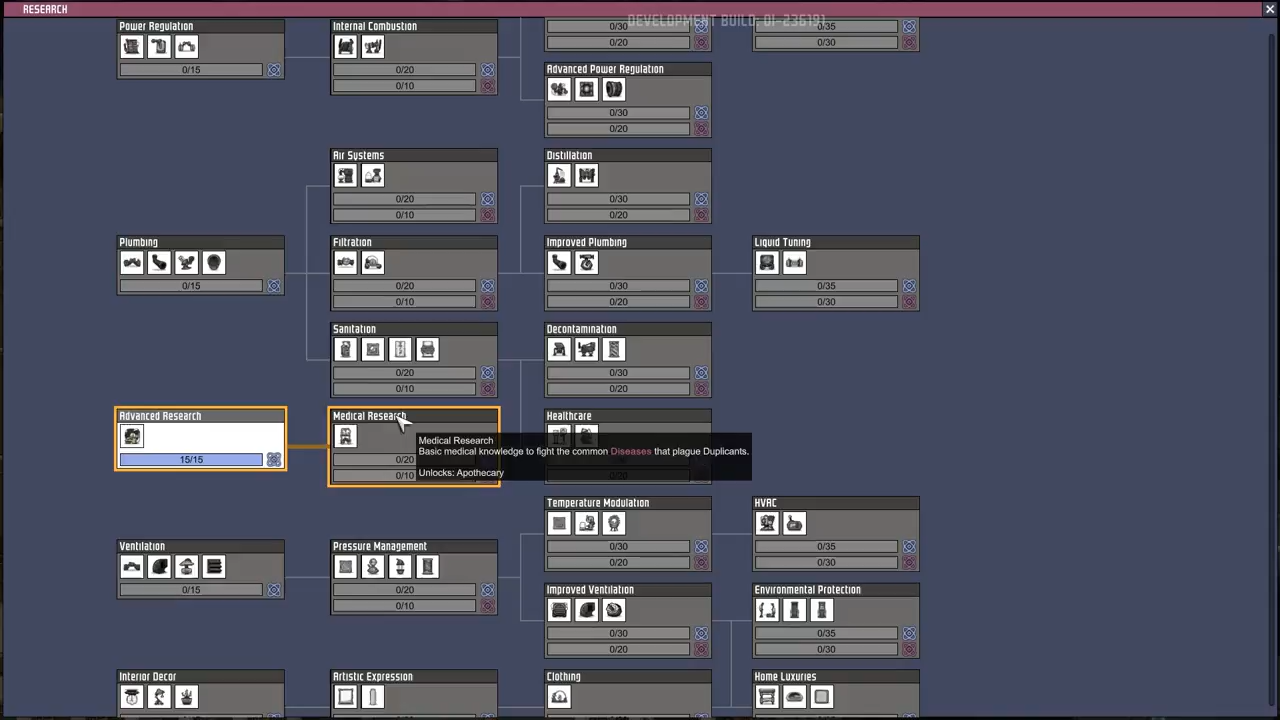 RESEARCH
DEVELOPMENT BUILD: 01-236191
Power Regulation
0/15
Internal Combustion
0/20
0/10
0/30
0/20
0/35
0/30
Advanced Power Regulation
0/30
0/20
Air Systems
0/20
0/10
Distillation
0/30
0/20
Plumbing
0/15
Filtration
0/20
0/10
Improved Plumbing
0/30
0/20
Liquid Tuning
0/35
0/30
Sanitation
0/20
0/10
Decontamination
0/30
0/20
Advanced Research
15/15
Medical Research
0/20
0/10
Healthcare
Medical Research
Basic medical knowledge to fight the common Diseases that plague Duplicants.
Unlocks: Apothecary
Temperature Modulation
0/30
0/20
HVAC
0/35
0/30
Ventilation
0/15
Pressure Management
0/20
0/10
Improved Ventilation
0/30
0/20
Environmental Protection
0/35
0/30
Interior Decor
Artistic Expression
Clothing
Home Luxuries